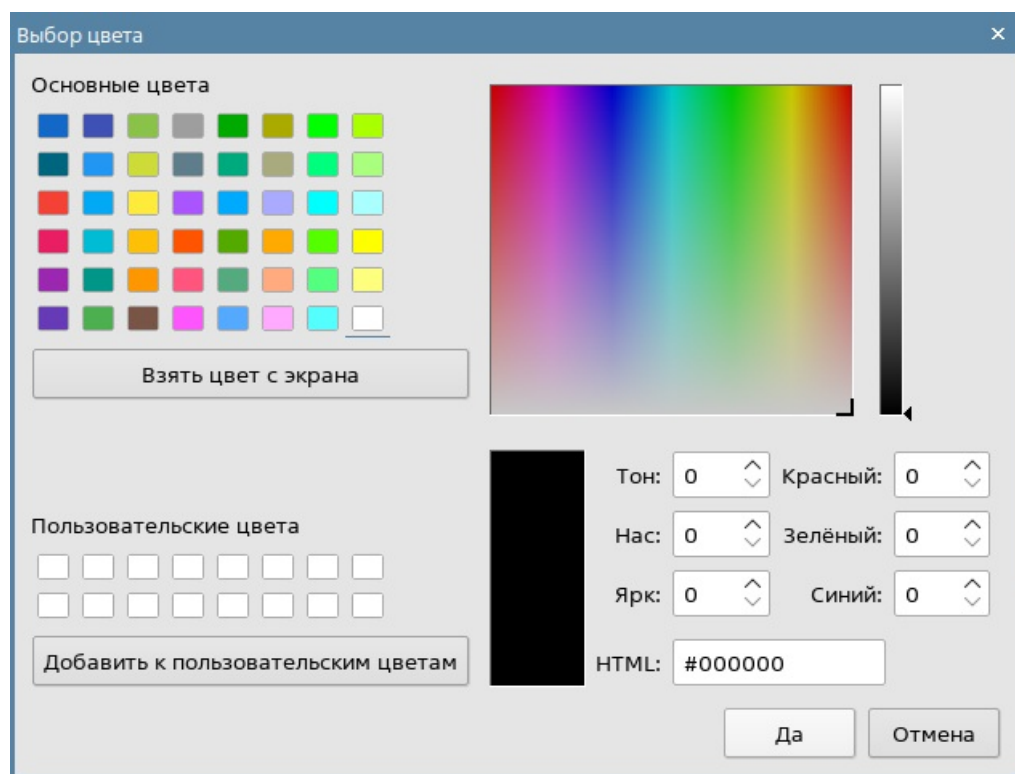 Выбор цвета
Основные цвета
Взять цвет с экрана
Пользовательские цвета
Добавить к пользовательским цветам
Тон: 0 Красный: 0
Нас: 0 Зелёный: 0
Ярк: 0 Синий: 0
HTML: #000000
Да Отмена